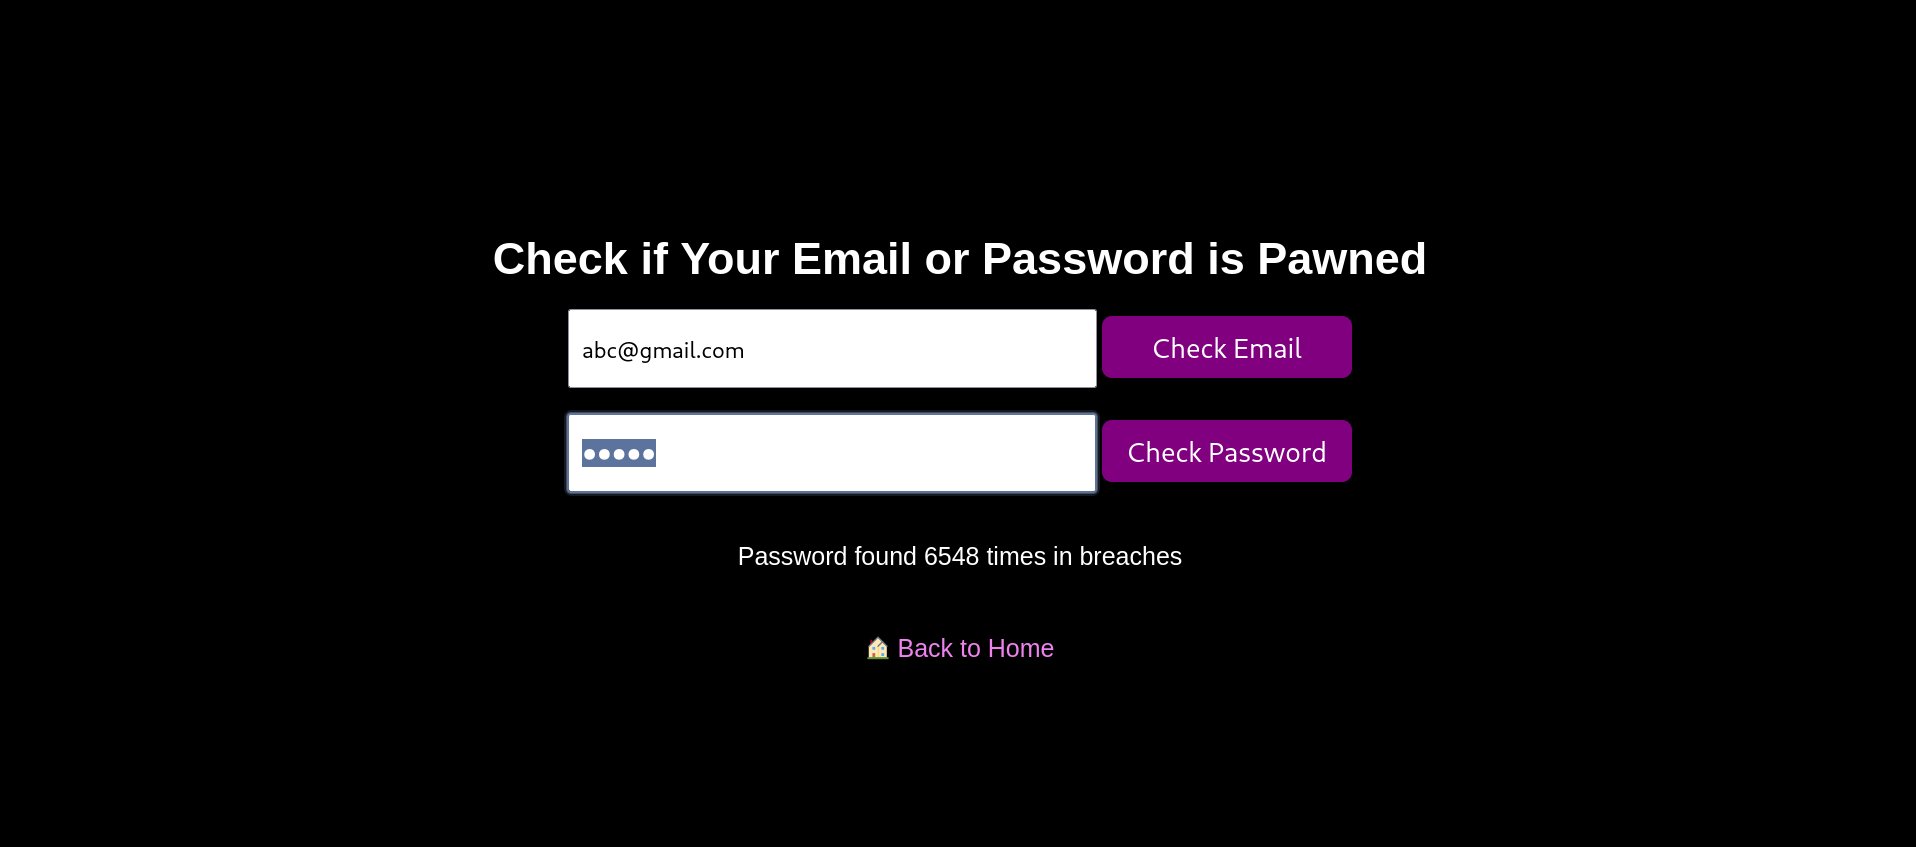 Check if Your Email or Password is Pawned
abc@gmail.com
Check Email
•••••
Check Password
Password found 6548 times in breaches
🏠 Back to Home